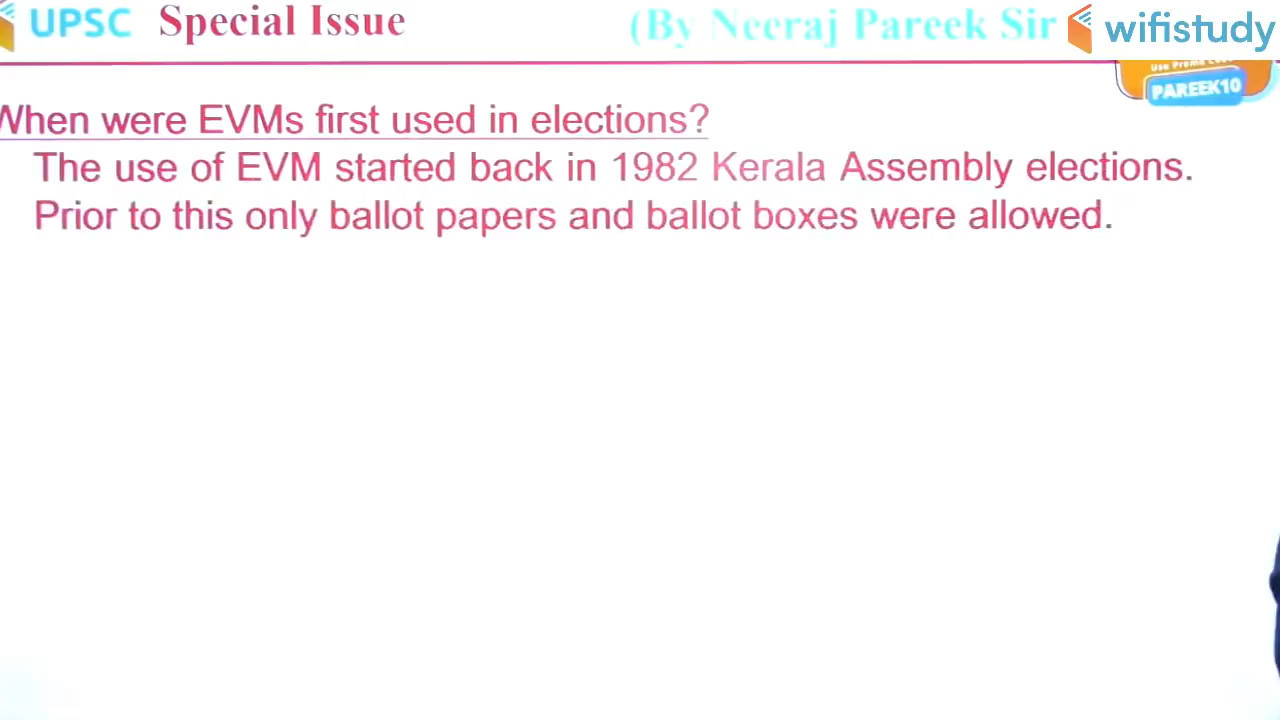 UPSC Special Issue (By Neeraj Pareek Sir wifistudy
Use Promo
PAREEK10
When were EVMs first used in elections?
The use of EVM started back in 1982 Kerala Assembly elections.
Prior to this only ballot papers and ballot boxes were allowed.